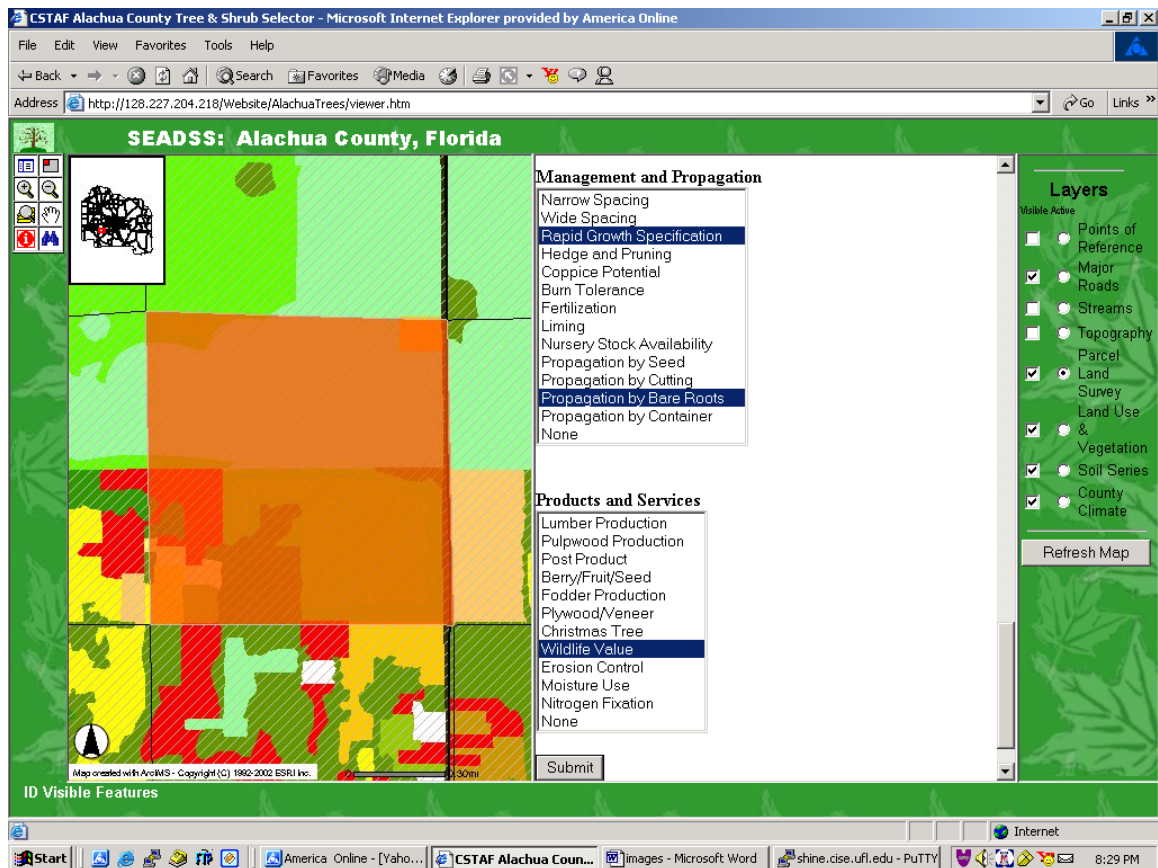 CSTAF Alachua County Tree & Shrub Selector - Microsoft Internet Explorer provided by America Online
File Edit View Favorites Tools Help
Back Search Favorites Media
Address http://128.227.204.218/Website/AlachuaTrees/viewer.htm Go Links »
SEADSS: Alachua County, Florida
Management and Propagation
Narrow Spacing
Wide Spacing
Rapid Growth Specification
Hedge and Pruning
Coppice Potential
Burn Tolerance
Fertilization
Liming
Nursery Stock Availability
Propagation by Seed
Propagation by Cutting
Propagation by Bare Roots
Propagation by Container
None
Products and Services
Lumber Production
Pulpwood Production
Post Product
Berry/Fruit/Seed
Fodder Production
Plywood/Veneer
Christmas Tree
Wildlife Value
Erosion Control
Moisture Use
Nitrogen Fixation
None
Submit
Layers
Visible Active
Points of
Reference
Major
Roads
Streams
Topography
Parcel
Land
Survey
Land Use
&
Vegetation
Soil Series
County
Climate
Refresh Map
Map created with ArcIMS - Copyright (C) 1992-2002 ESRI Inc.
0 0.30mi
ID Visible Features
Internet
Start America Online - [Yaho... CSTAF Alachua Coun... images - Microsoft Word shine.cise.ufl.edu - PuTTY 8:29 PM